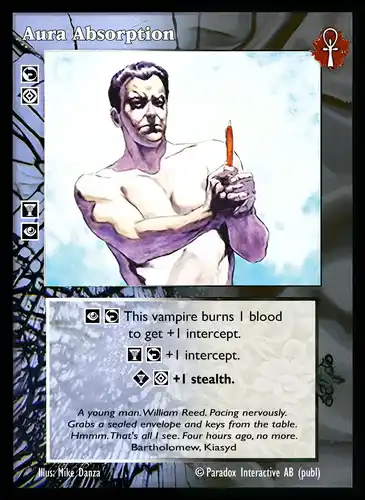 Aura Absorption
This vampire burns 1 blood
to get +1 intercept.
+1 intercept.
+1 stealth.
A young man. William Reed. Pacing nervously.
Grabs a sealed envelope and keys from the table.
Hmmm. That's all I see. Four hours ago, no more.
Bartholomew, Kiasyd
Illus: Mike Danza
© Paradox Interactive AB (publ)